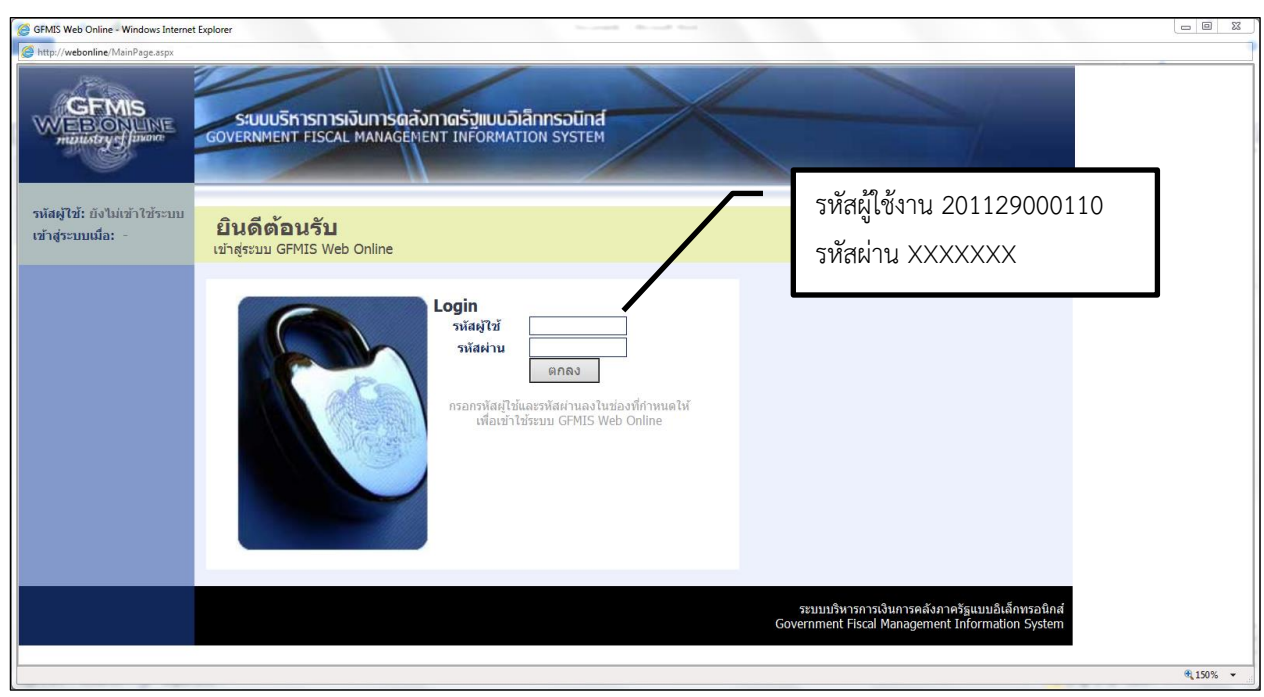 GFMIS Web Online - Windows Internet Explorer
http://webonline/MainPage.aspx
GFMIS
WEB ONLINE
ministry of finance
ระบบบริหารการเงินการคลังภาครัฐแบบอิเล็กทรอนิกส์
GOVERNMENT FISCAL MANAGEMENT INFORMATION SYSTEM
รหัสผู้ใช้: ยังไม่เข้าใช้ระบบ
เข้าสู่ระบบเมื่อ: -
ยินดีต้อนรับ
เข้าสู่ระบบ GFMIS Web Online
รหัสผู้ใช้งาน 201129000110
รหัสผ่าน XXXXXXX
Login
รหัสผู้ใช้
รหัสผ่าน
ตกลง
กรอกรหัสผู้ใช้และรหัสผ่านลงในช่องที่กำหนดให้
เพื่อเข้าใช้ระบบ GFMIS Web Online
ระบบบริหารการเงินการคลังภาครัฐแบบอิเล็กทรอนิกส์
Government Fiscal Management Information System
150%